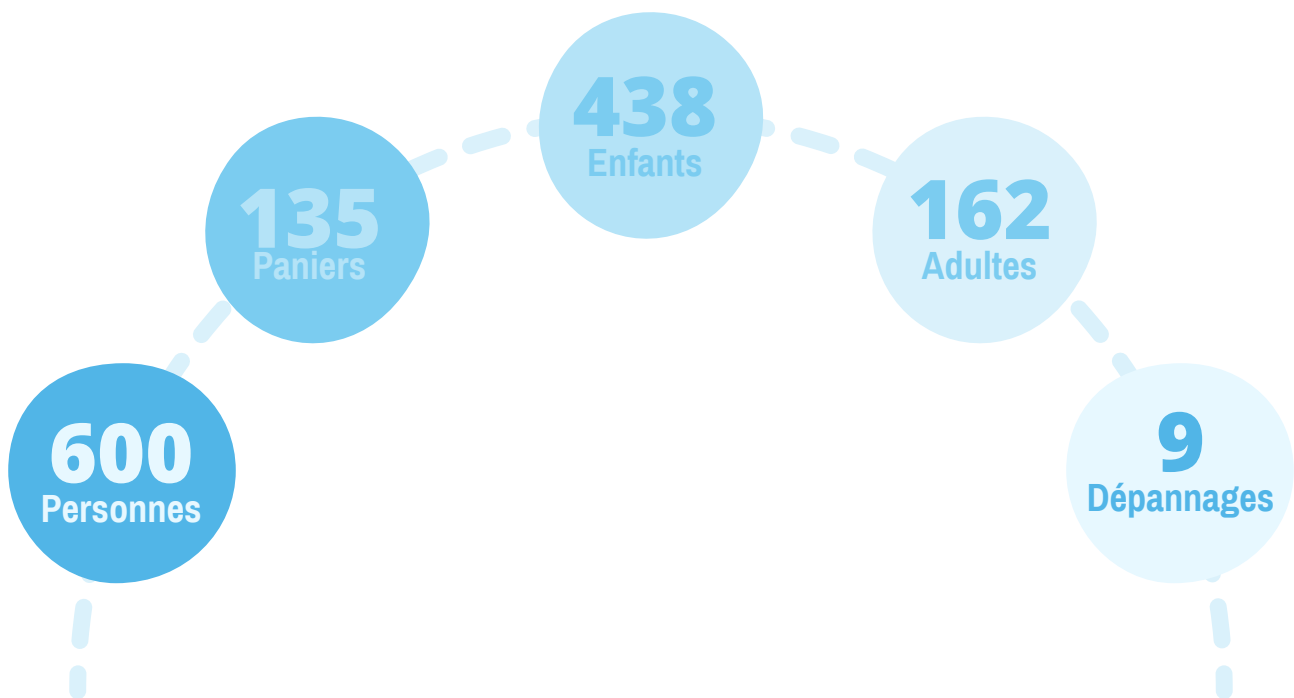 600
Personnes
135
Paniers
438
Enfants
162
Adultes
9
Dépannages